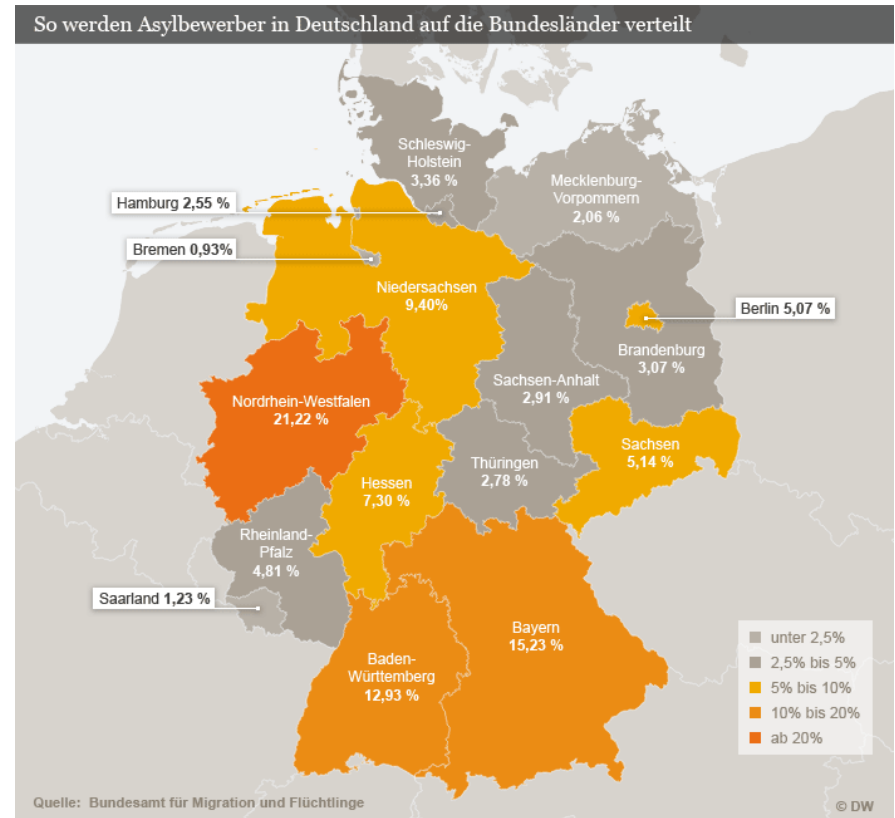 So werden Asylbewerber in Deutschland auf die Bundesländer verteilt
Schleswig-
Holstein
3,36 %
Mecklenburg-
Vorpommern
2,06 %
Hamburg 2,55 %
Bremen 0,93%
Niedersachsen
9,40%
Berlin 5,07 %
Brandenburg
3,07 %
Sachsen-Anhalt
2,91 %
Nordrhein-Westfalen
21,22 %
Sachsen
5,14 %
Thüringen
2,78 %
Hessen
7,30 %
Rheinland-
Pfalz
4,81 %
Saarland 1,23 %
Bayern
15,23 %
Baden-
Württemberg
12,93 %
unter 2,5%
2,5% bis 5%
5% bis 10%
10% bis 20%
ab 20%
Quelle: Bundesamt für Migration und Flüchtlinge
© DW